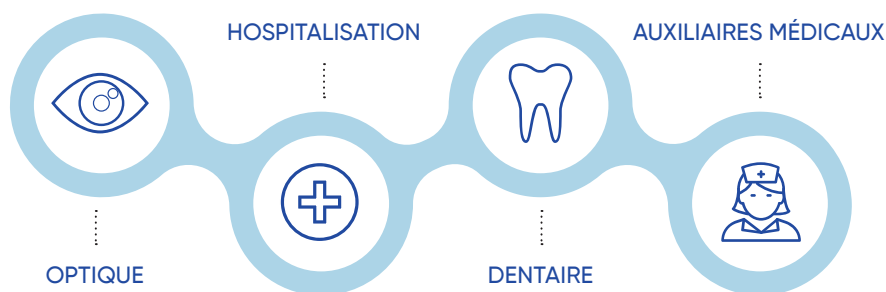 HOSPITALISATION
AUXILIAIRES MÉDICAUX
OPTIQUE
DENTAIRE